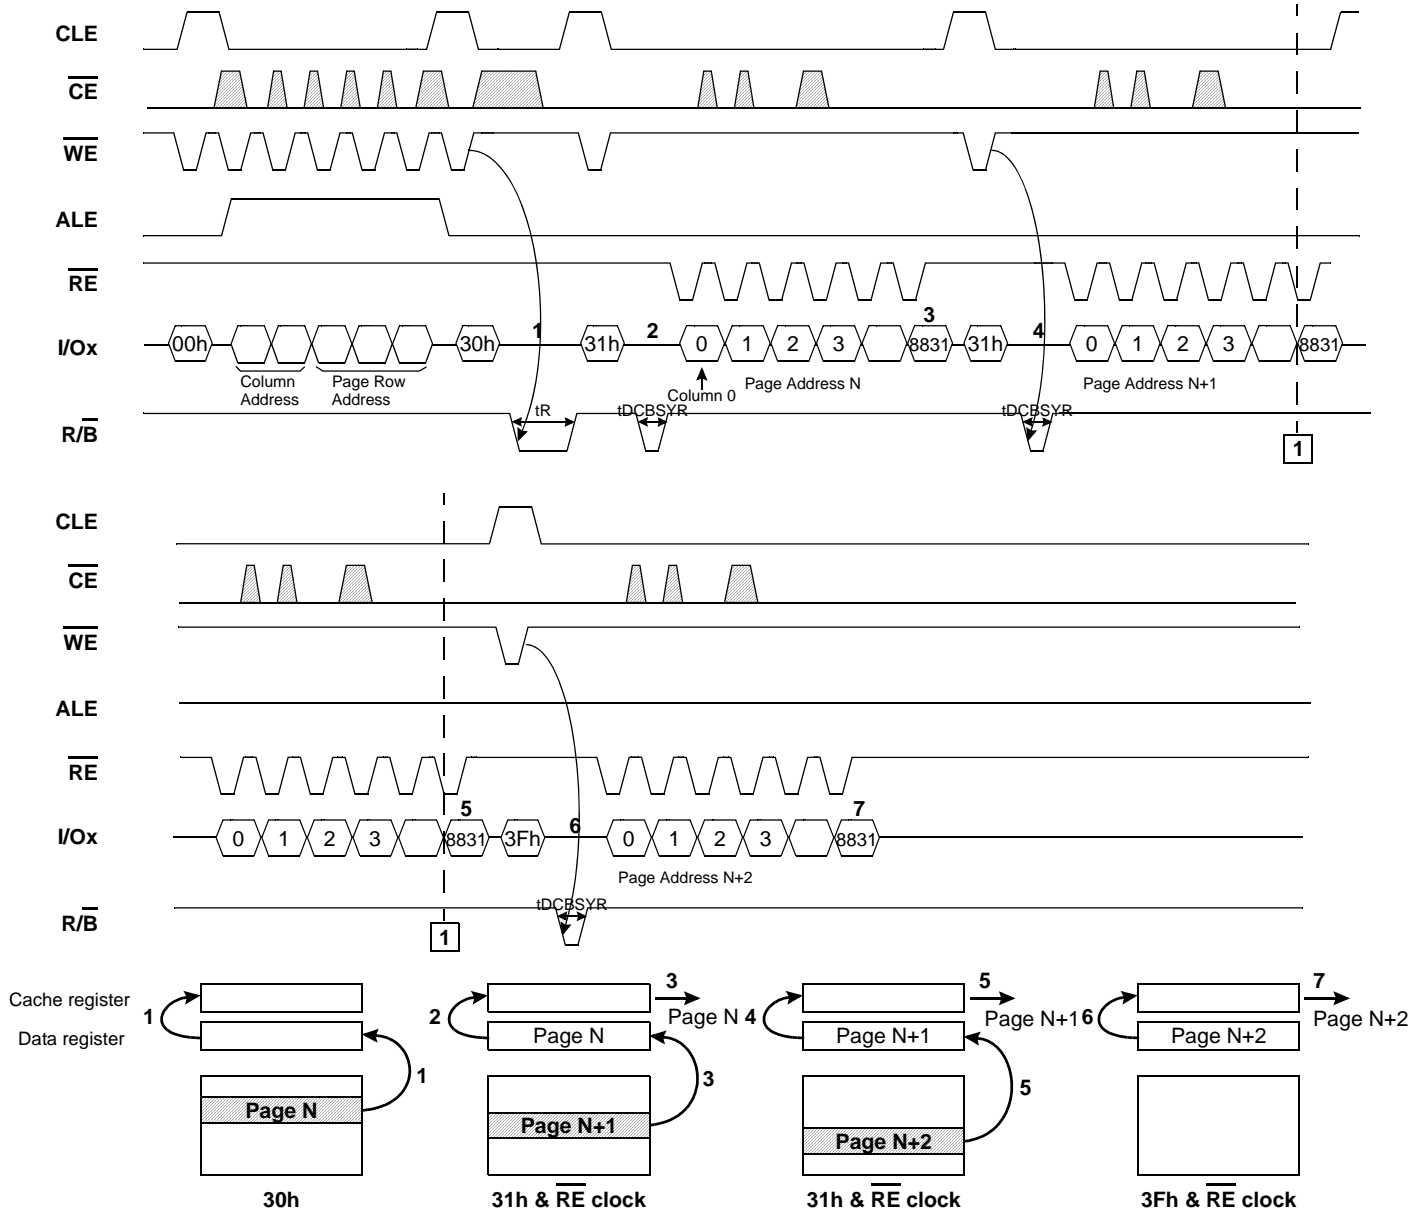 CLE
CE
WE
ALE
RE
1 2 3 4
I/Ox 00h 30h 31h 0 1 2 3 8831 31h 0 1 2 3 8831
Column Address
Page Row Address
Column 0
Page Address N
Page Address N+1
R/B tR tDCBSYR tDCBSYR
1
CLE
CE
WE
ALE
RE
5 6 7
I/Ox 0 1 2 3 8831 3Fh 0 1 2 3 8831
Page Address N+2
R/B tDCBSYR
1
Cache register
Data register
1
1
Page N
30h
2
3
Page N
Page N
3
Page N+1
31h & RE clock
4
5
Page N+1
Page N+1
5
Page N+2
31h & RE clock
6
7
Page N+2
Page N+2
3Fh & RE clock